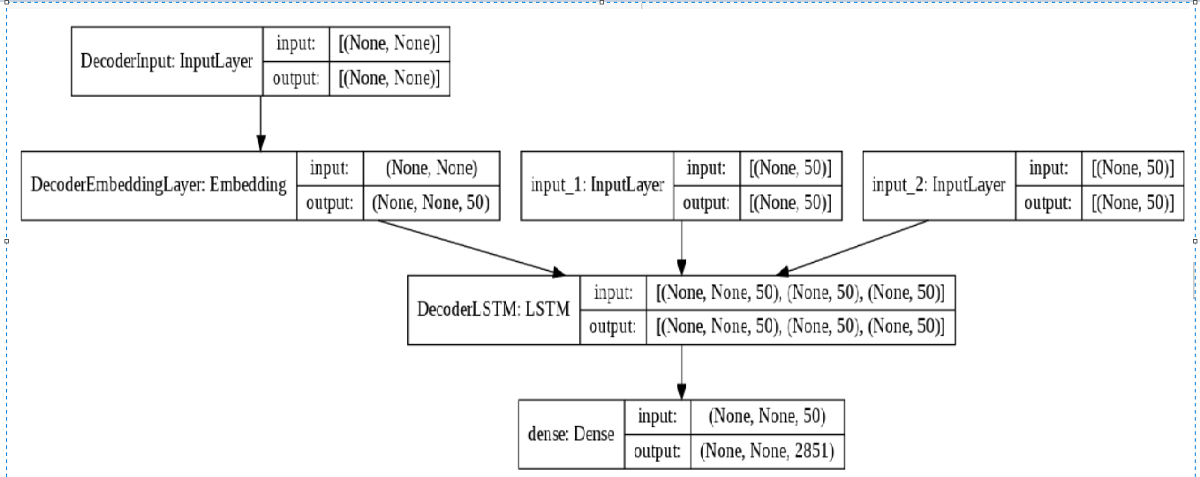 DecoderInput: InputLayer
input: [(None, None)]
output: [(None, None)]
DecoderEmbeddingLayer: Embedding
input: (None, None)
output: (None, None, 50)
input_1: InputLayer
input: [(None, 50)]
output: [(None, 50)]
input_2: InputLayer
input: [(None, 50)]
output: [(None, 50)]
DecoderLSTM: LSTM
input: [(None, None, 50), (None, 50), (None, 50)]
output: [(None, None, 50), (None, 50), (None, 50)]
dense: Dense
input: (None, None, 50)
output: (None, None, 2851)